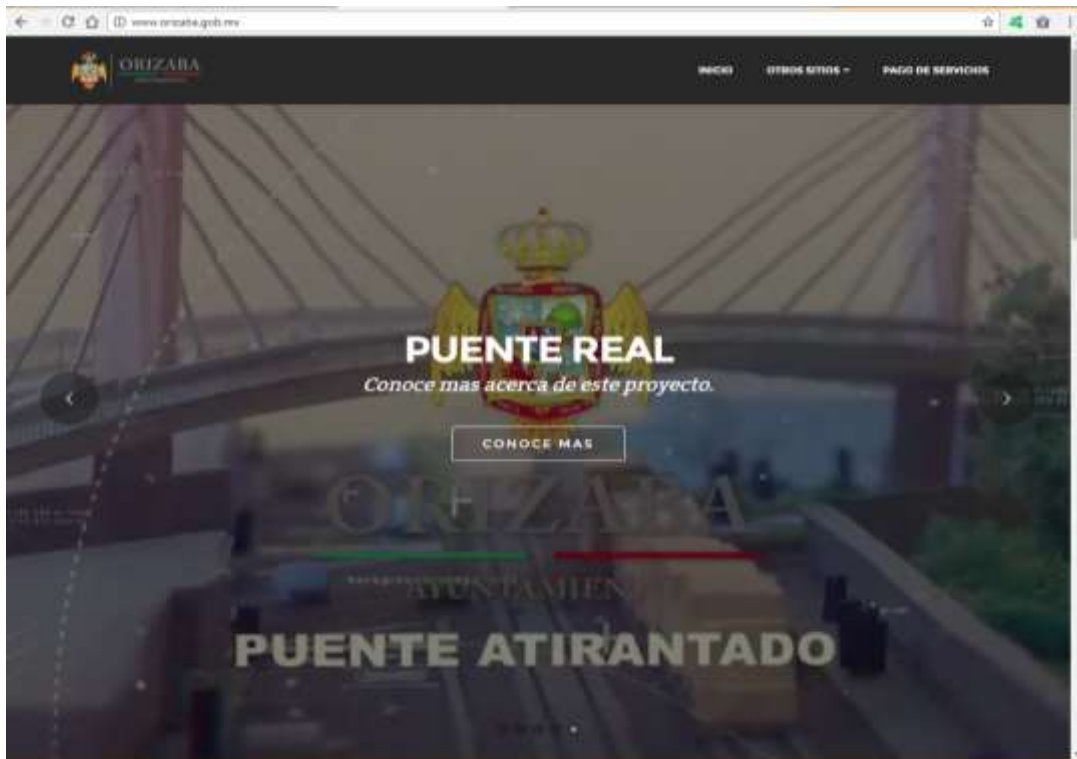 www.orizaba.gob.mx
ORIZABA
INICIO
OTROS SITIOS
PAGO DE SERVICIOS
PUENTE REAL
Conoce mas acerca de este proyecto.
CONOCE MAS
ORIZABA
AYUNTAMIEN
PUENTE ATIRANTADO